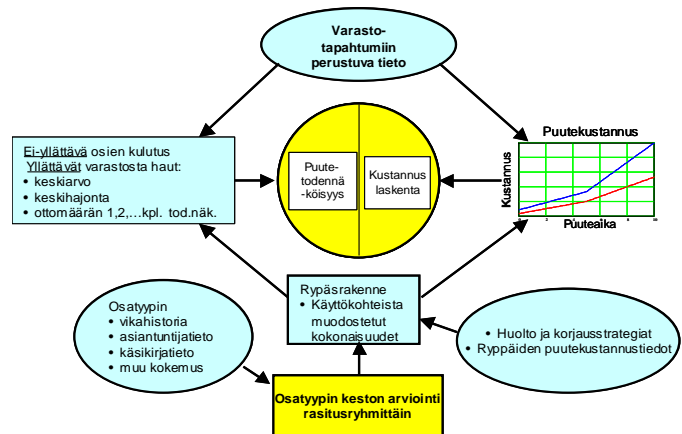 Varasto-
tapahtumiin
perustuva tieto
Ei-yllättävä osien kulutus
Yllättävät varastosta haut:
• keskiarvo
• keskihajonta
• ottomäärän 1,2,...kpl. tod.näk.
Puute-
todennä
-köisyys
Kustannus
laskenta
Puutekustannus
Kustannus
Puuteaika
Rypäsrakenne
• Käyttökohteista
muodostetut
kokonaisuudet
Osatyypin
• vikahistoria
• asiantuntijatieto
• käsikirjatieto
• muu kokemus
• Huolto ja korjausstrategiat
• Ryppäiden puutekustannustiedot
Osatyypin keston arviointi
rasitusryhmittäin